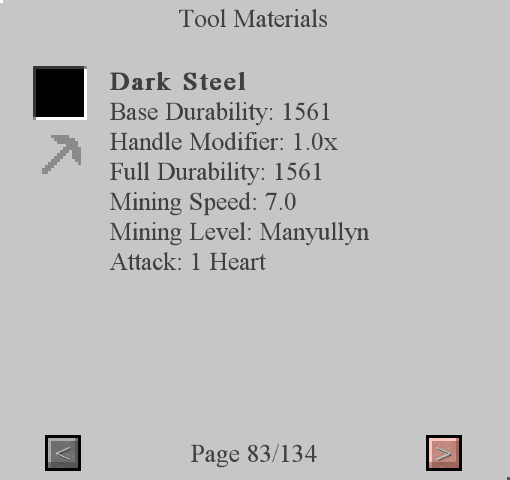 Tool Materials
Dark Steel
Base Durability: 1561
Handle Modifier: 1.0x
Full Durability: 1561
Mining Speed: 7.0
Mining Level: Manyullyn
Attack: 1 Heart
< Page 83/134 >